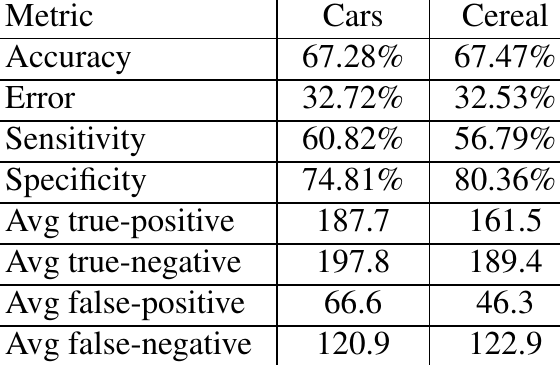 Metric Cars Cereal
Accuracy 67.28% 67.47%
Error 32.72% 32.53%
Sensitivity 60.82% 56.79%
Specificity 74.81% 80.36%
Avg true-positive 187.7 161.5
Avg true-negative 197.8 189.4
Avg false-positive 66.6 46.3
Avg false-negative 120.9 122.9